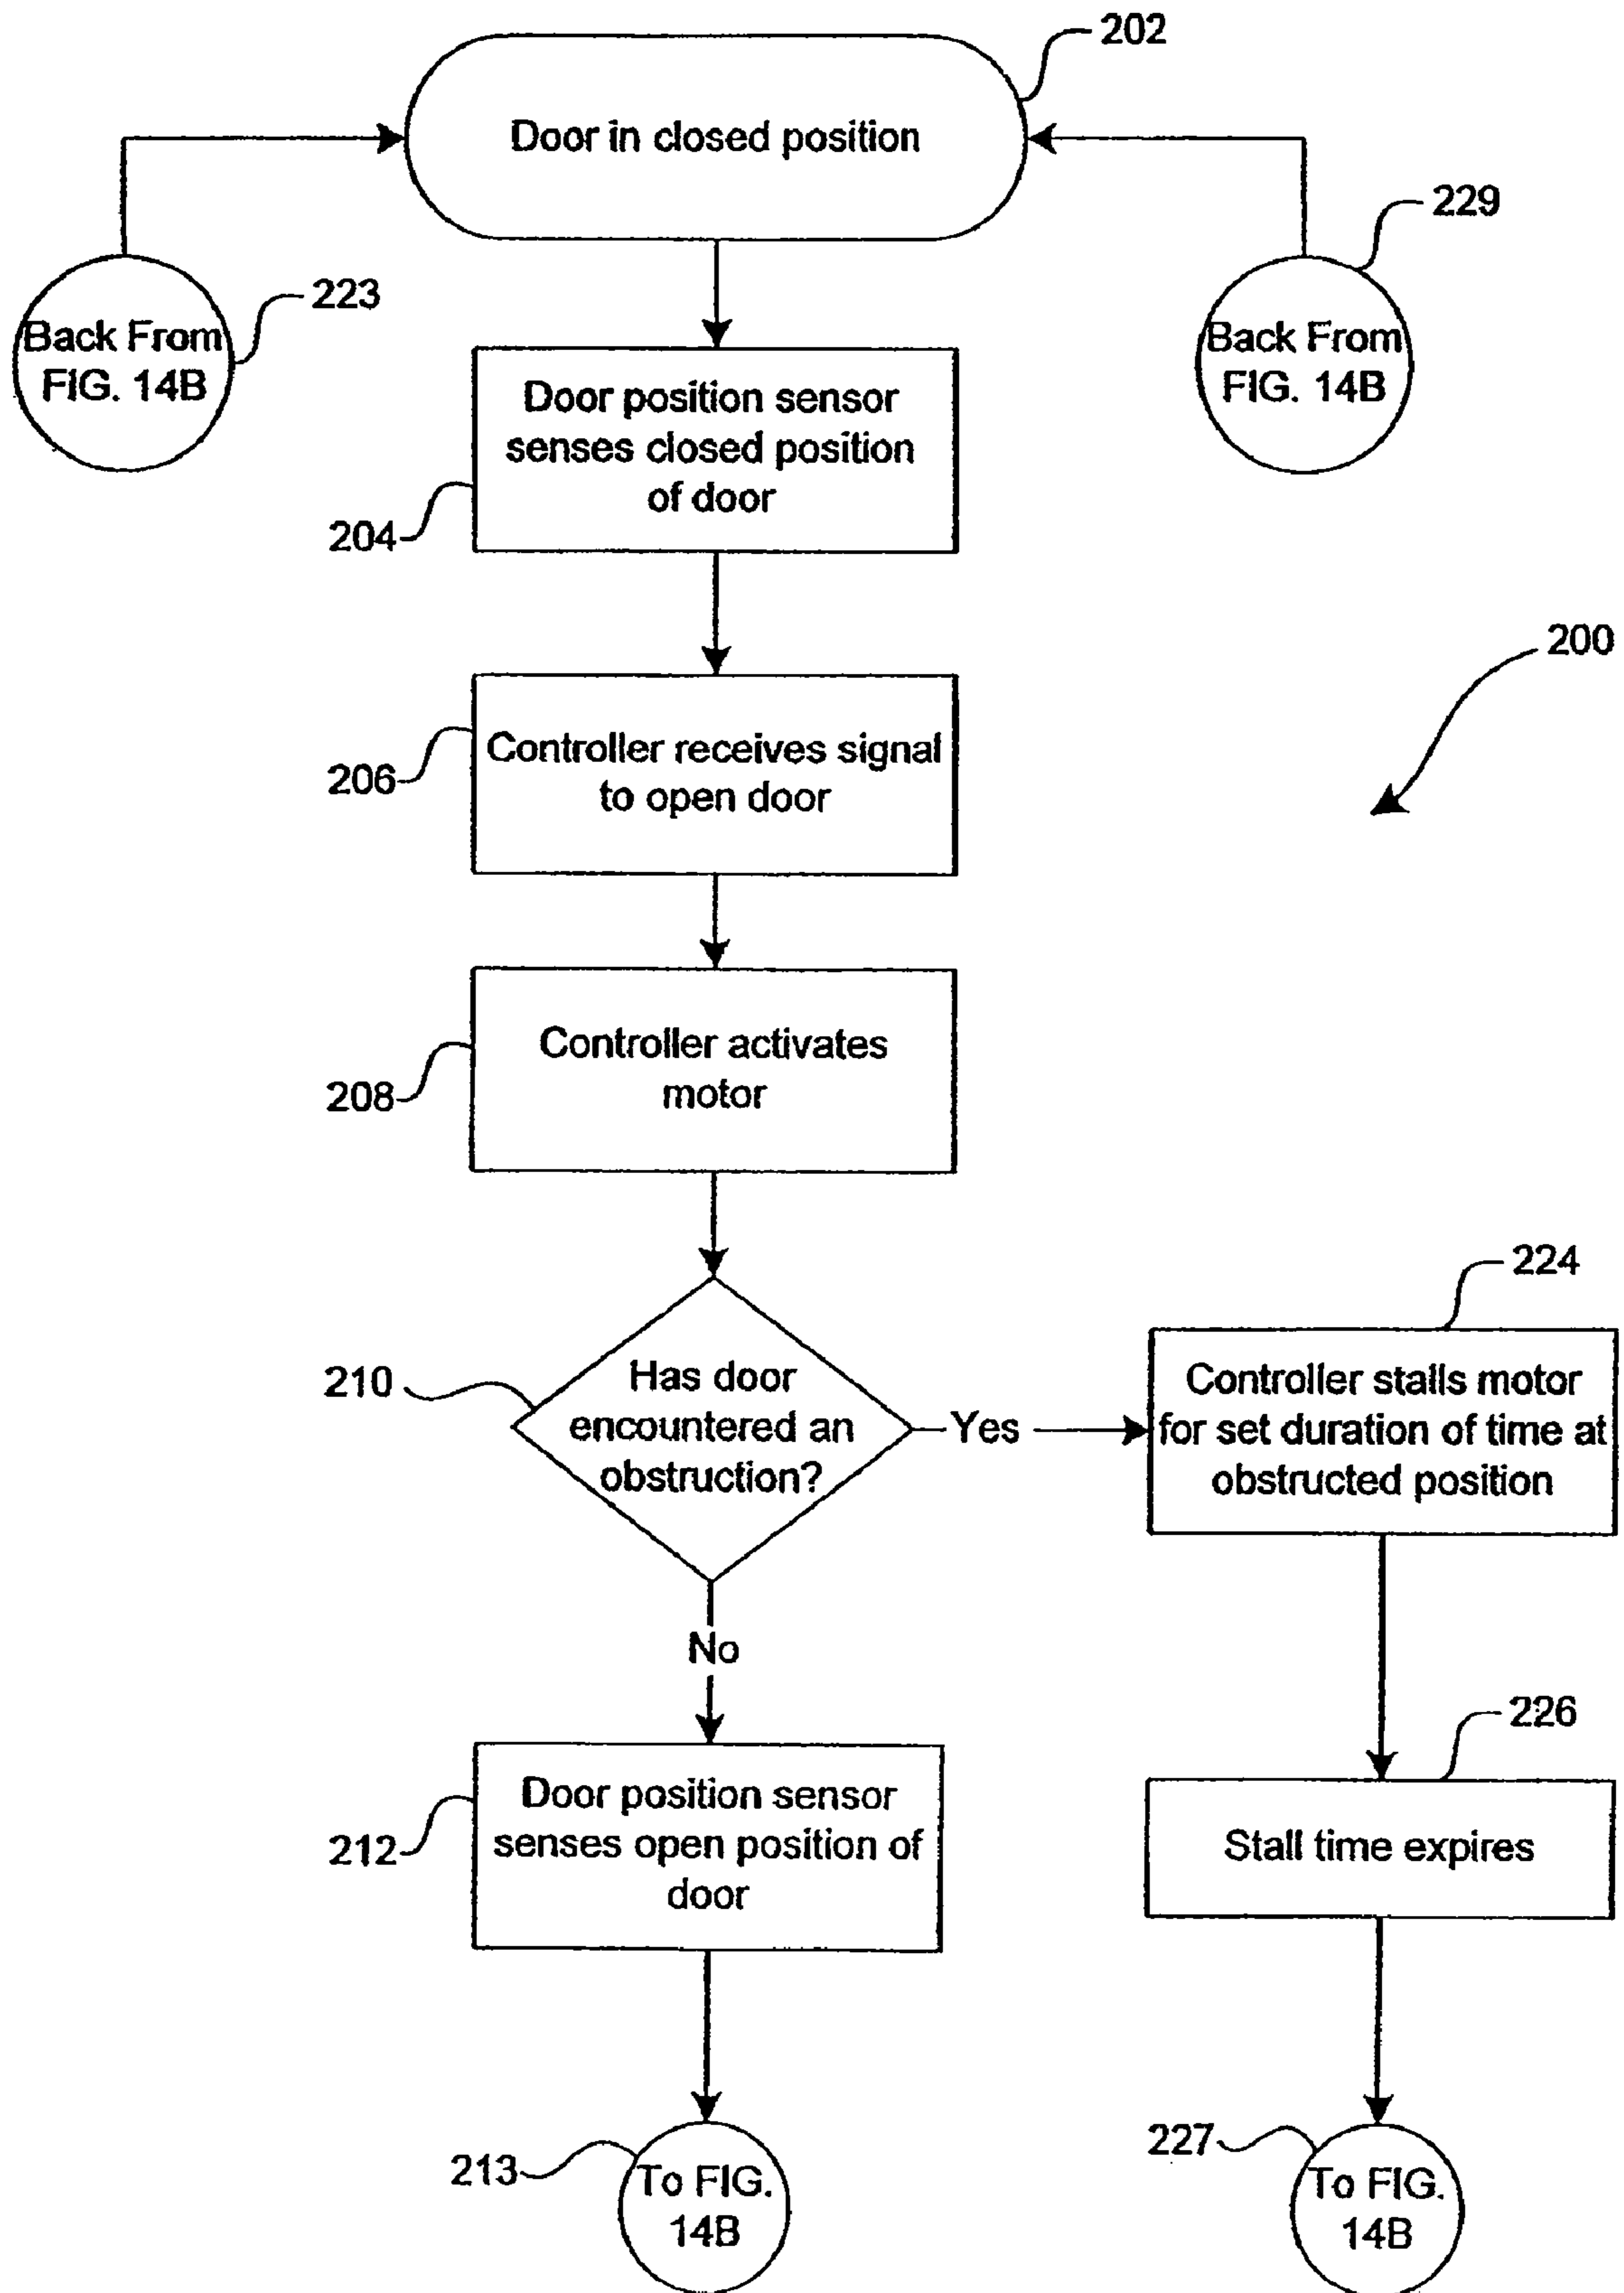 202
Door in closed position
229
223
Back From
FIG. 14B
Back From
FIG. 14B
Door position sensor
senses closed position
of door
204
200
Controller receives signal
to open door
206
Controller activates
motor
208
224
210
Has door
encountered an
obstruction?
Yes
Controller stalls motor
for set duration of time at
obstructed position
No
226
Door position sensor
senses open position of
door
212
Stall time expires
213
To FIG.
14B
227
To FIG.
14B